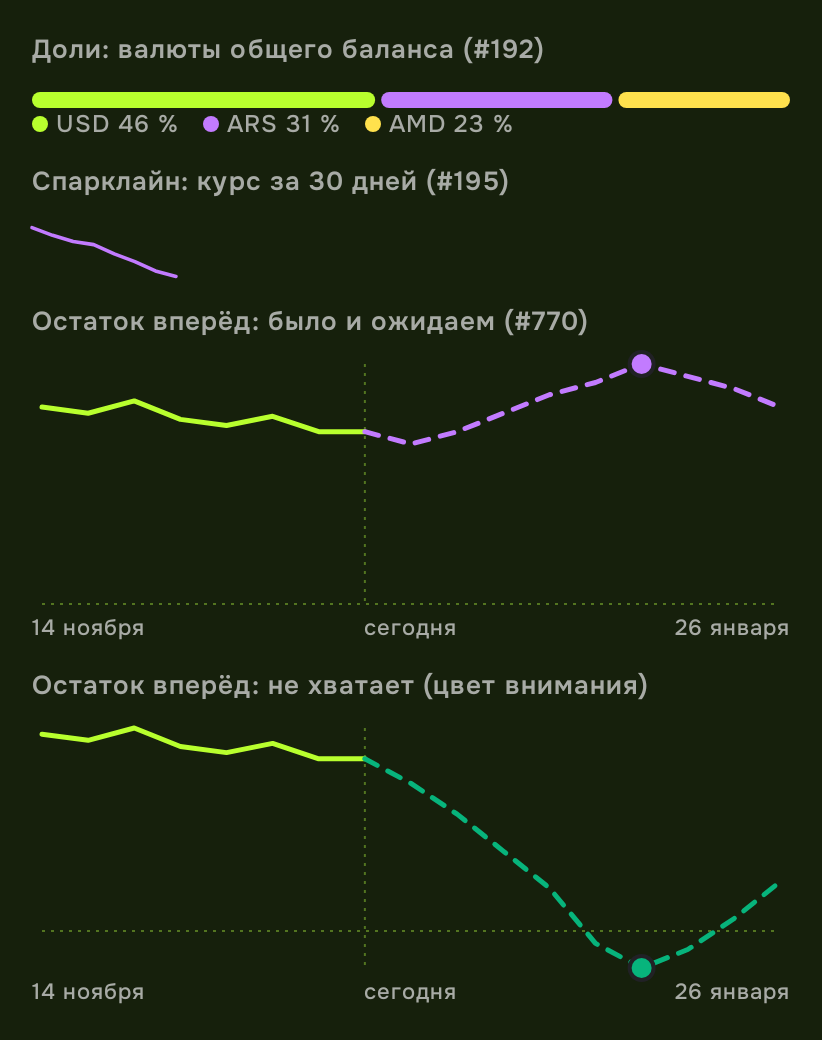 Доли: валюты общего баланса (#192)
USD 46 % ARS 31 % AMD 23 %
Спарклайн: курс за 30 дней (#195)
Остаток вперёд: было и ожидаем (#770)
14 ноября сегодня 26 января
Остаток вперёд: не хватает (цвет внимания)
14 ноября сегодня 26 января